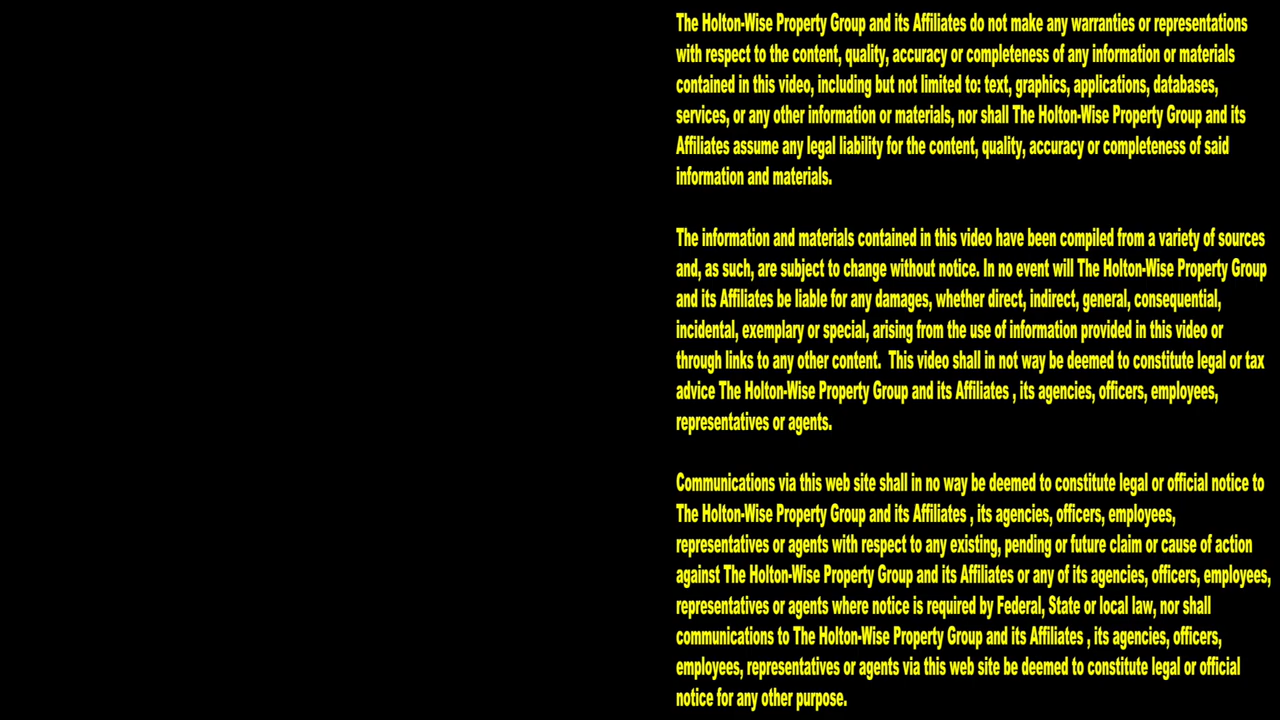 The Holton-Wise Property Group and its Affiliates do not make any warranties or representations
with respect to the content, quality, accuracy or completeness of any information or materials
contained in this video, including but not limited to: text, graphics, applications, databases,
services, or any other information or materials, nor shall The Holton-Wise Property Group and its
Affiliates assume any legal liability for the content, quality, accuracy or completeness of said
information and materials.
The information and materials contained in this video have been compiled from a variety of sources
and, as such, are subject to change without notice. In no event will The Holton-Wise Property Group
and its Affiliates be liable for any damages, whether direct, indirect, general, consequential,
incidental, exemplary or special, arising from the use of information provided in this video or
through links to any other content.  This video shall in not way be deemed to constitute legal or tax
advice The Holton-Wise Property Group and its Affiliates , its agencies, officers, employees,
representatives or agents.
Communications via this web site shall in no way be deemed to constitute legal or official notice to
The Holton-Wise Property Group and its Affiliates , its agencies, officers, employees,
representatives or agents with respect to any existing, pending or future claim or cause of action
against The Holton-Wise Property Group and its Affiliates or any of its agencies, officers, employees,
representatives or agents where notice is required by Federal, State or local law, nor shall
communications to The Holton-Wise Property Group and its Affiliates , its agencies, officers,
employees, representatives or agents via this web site be deemed to constitute legal or official
notice for any other purpose.